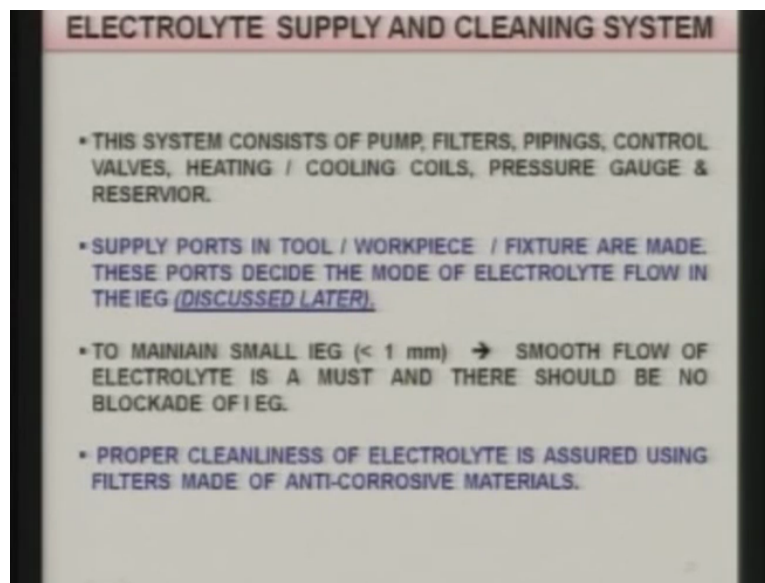 ELECTROLYTE SUPPLY AND CLEANING SYSTEM
▪ THIS SYSTEM CONSISTS OF PUMP, FILTERS, PIPINGS, CONTROL
VALVES, HEATING / COOLING COILS, PRESSURE GAUGE &
RESERVIOR.
▪ SUPPLY PORTS IN TOOL / WORKPIECE / FIXTURE ARE MADE.
THESE PORTS DECIDE THE MODE OF ELECTROLYTE FLOW IN
THE IEG (DISCUSSED LATER).
▪ TO MAINIAIN SMALL IEG (< 1 mm) → SMOOTH FLOW OF
ELECTROLYTE IS A MUST AND THERE SHOULD BE NO
BLOCKADE OF I EG.
▪ PROPER CLEANLINESS OF ELECTROLYTE IS ASSURED USING
FILTERS MADE OF ANTI-CORROSIVE MATERIALS.